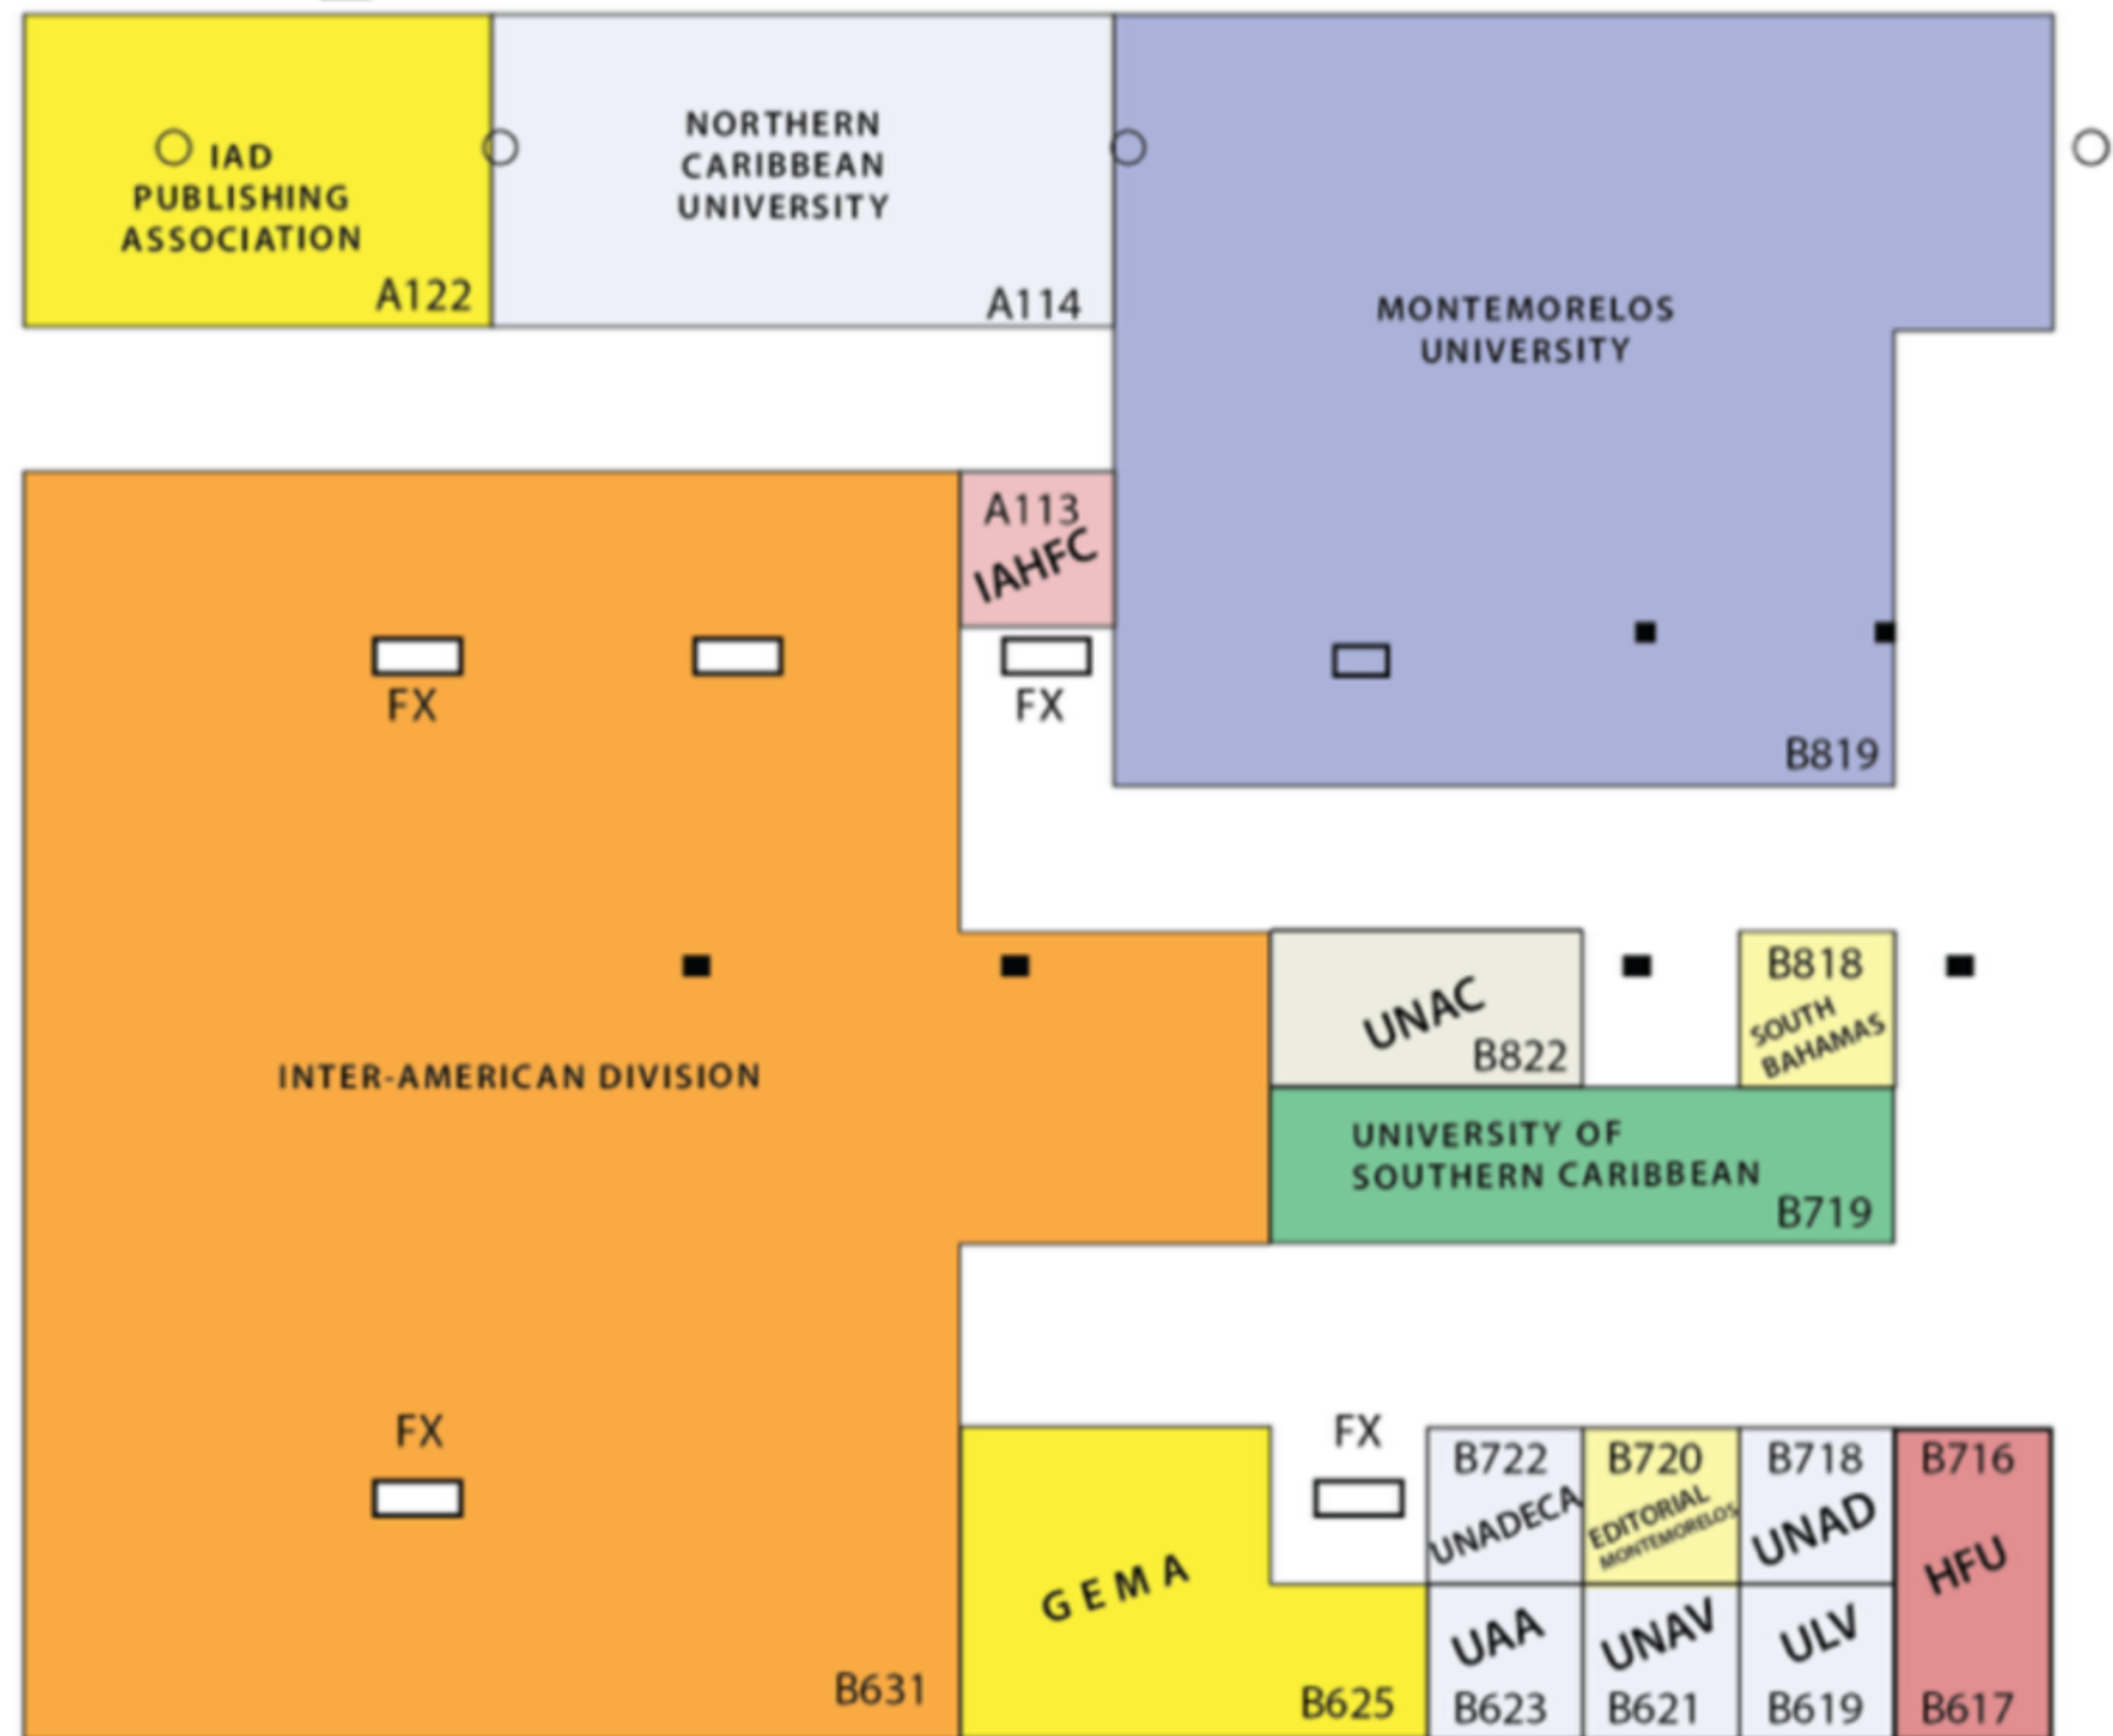 IAD
PUBLISHING
ASSOCIATION
A122
NORTHERN
CARIBBEAN
UNIVERSITY
A114
MONTEMORELOS
UNIVERSITY
B819
A113
IAHFC
FX
FX
INTER-AMERICAN DIVISION
UNAC
B822
B818
SOUTH
BAHAMAS
UNIVERSITY OF
SOUTHERN CARIBBEAN
B719
FX
B631
GEMA
B625
FX
B722
UNADECA
B720
EDITORIAL
MONTEMORELOS
B718
UNAD
B716
HFU
B617
UAA
B623
UNAV
B621
ULV
B619